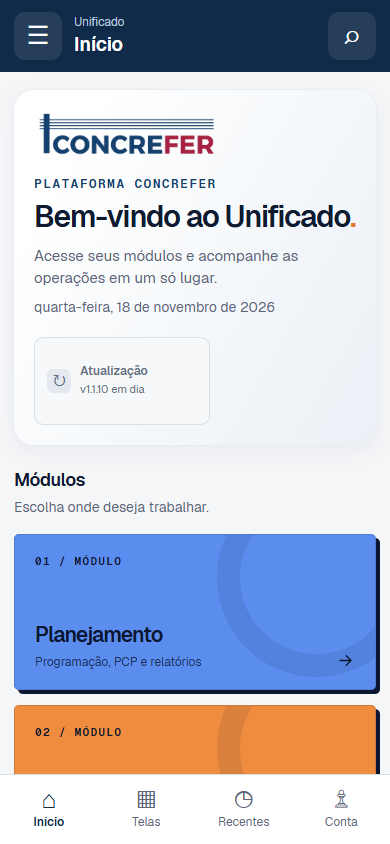 Unificado
Início
CONCREFER
PLATAFORMA CONCREFER
Bem-vindo ao Unificado.
Acesse seus módulos e acompanhe as
operações em um só lugar.
quarta-feira, 18 de novembro de 2026
Atualização
v1.1.10 em dia
Módulos
Escolha onde deseja trabalhar.
01 / MÓDULO
Planejamento
Programação, PCP e relatórios
02 / MÓDULO
Início
Telas
Recentes
Conta